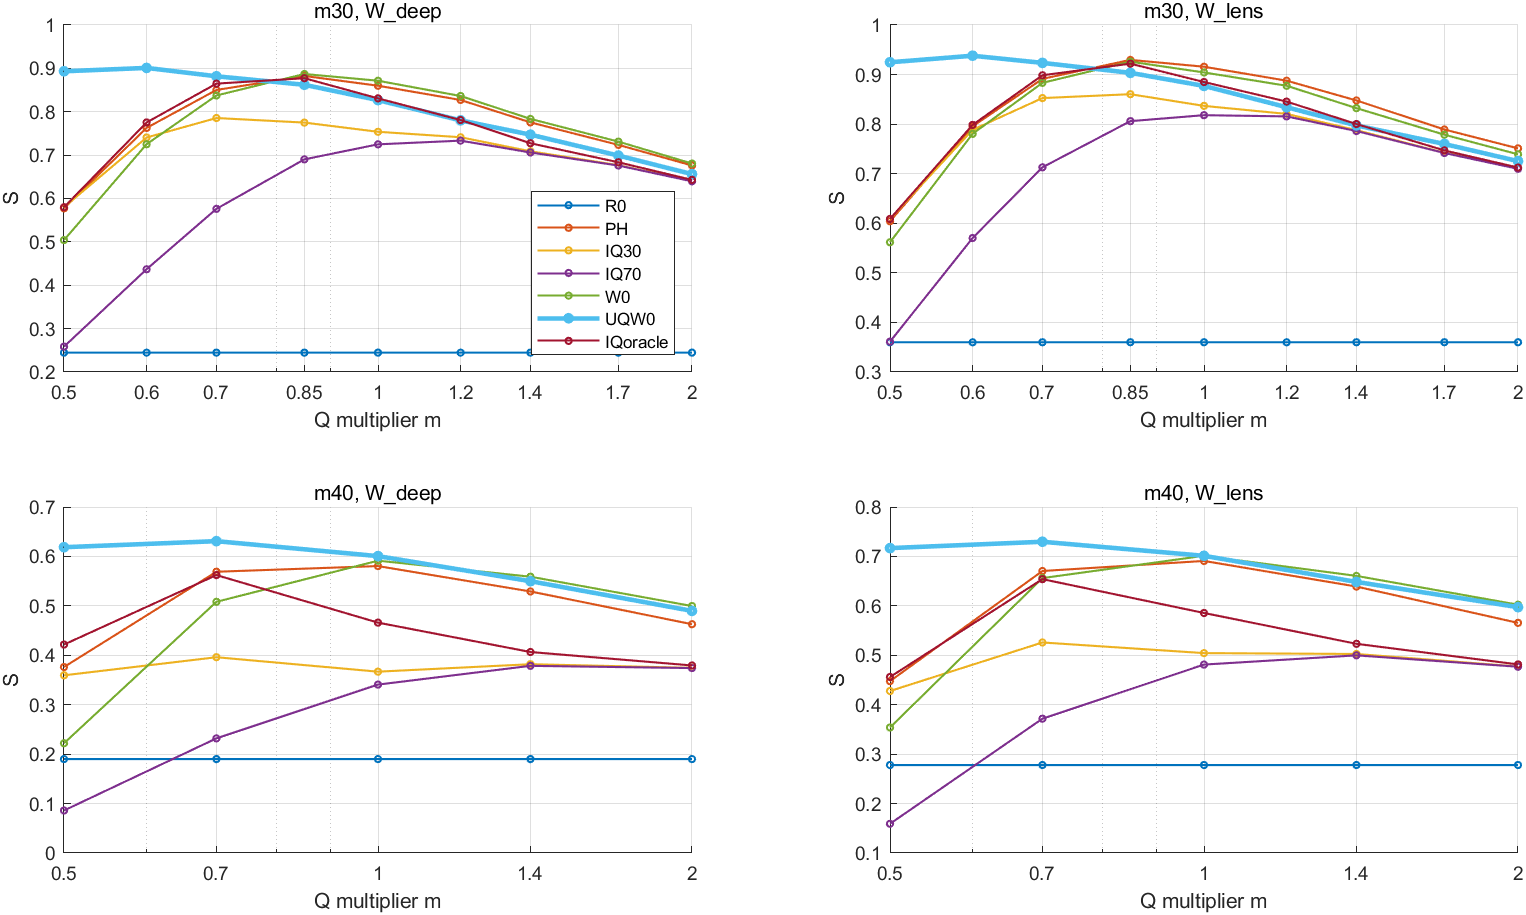 m30, W_deep
1
0.9
0.8
0.7
0.6
0.5
0.4
0.3
0.2
S
0.5 0.6 0.7 0.85 1 1.2 1.4 1.7 2
Q multiplier m
R0
PH
IQ30
IQ70
W0
UQW0
IQoracle
m30, W_lens
1
0.9
0.8
0.7
0.6
0.5
0.4
0.3
S
0.5 0.6 0.7 0.85 1 1.2 1.4 1.7 2
Q multiplier m
m40, W_deep
0.7
0.6
0.5
0.4
0.3
0.2
0.1
0
S
0.5 0.7 1 1.4 2
Q multiplier m
m40, W_lens
0.8
0.7
0.6
0.5
0.4
0.3
0.2
0.1
S
0.5 0.7 1 1.4 2
Q multiplier m